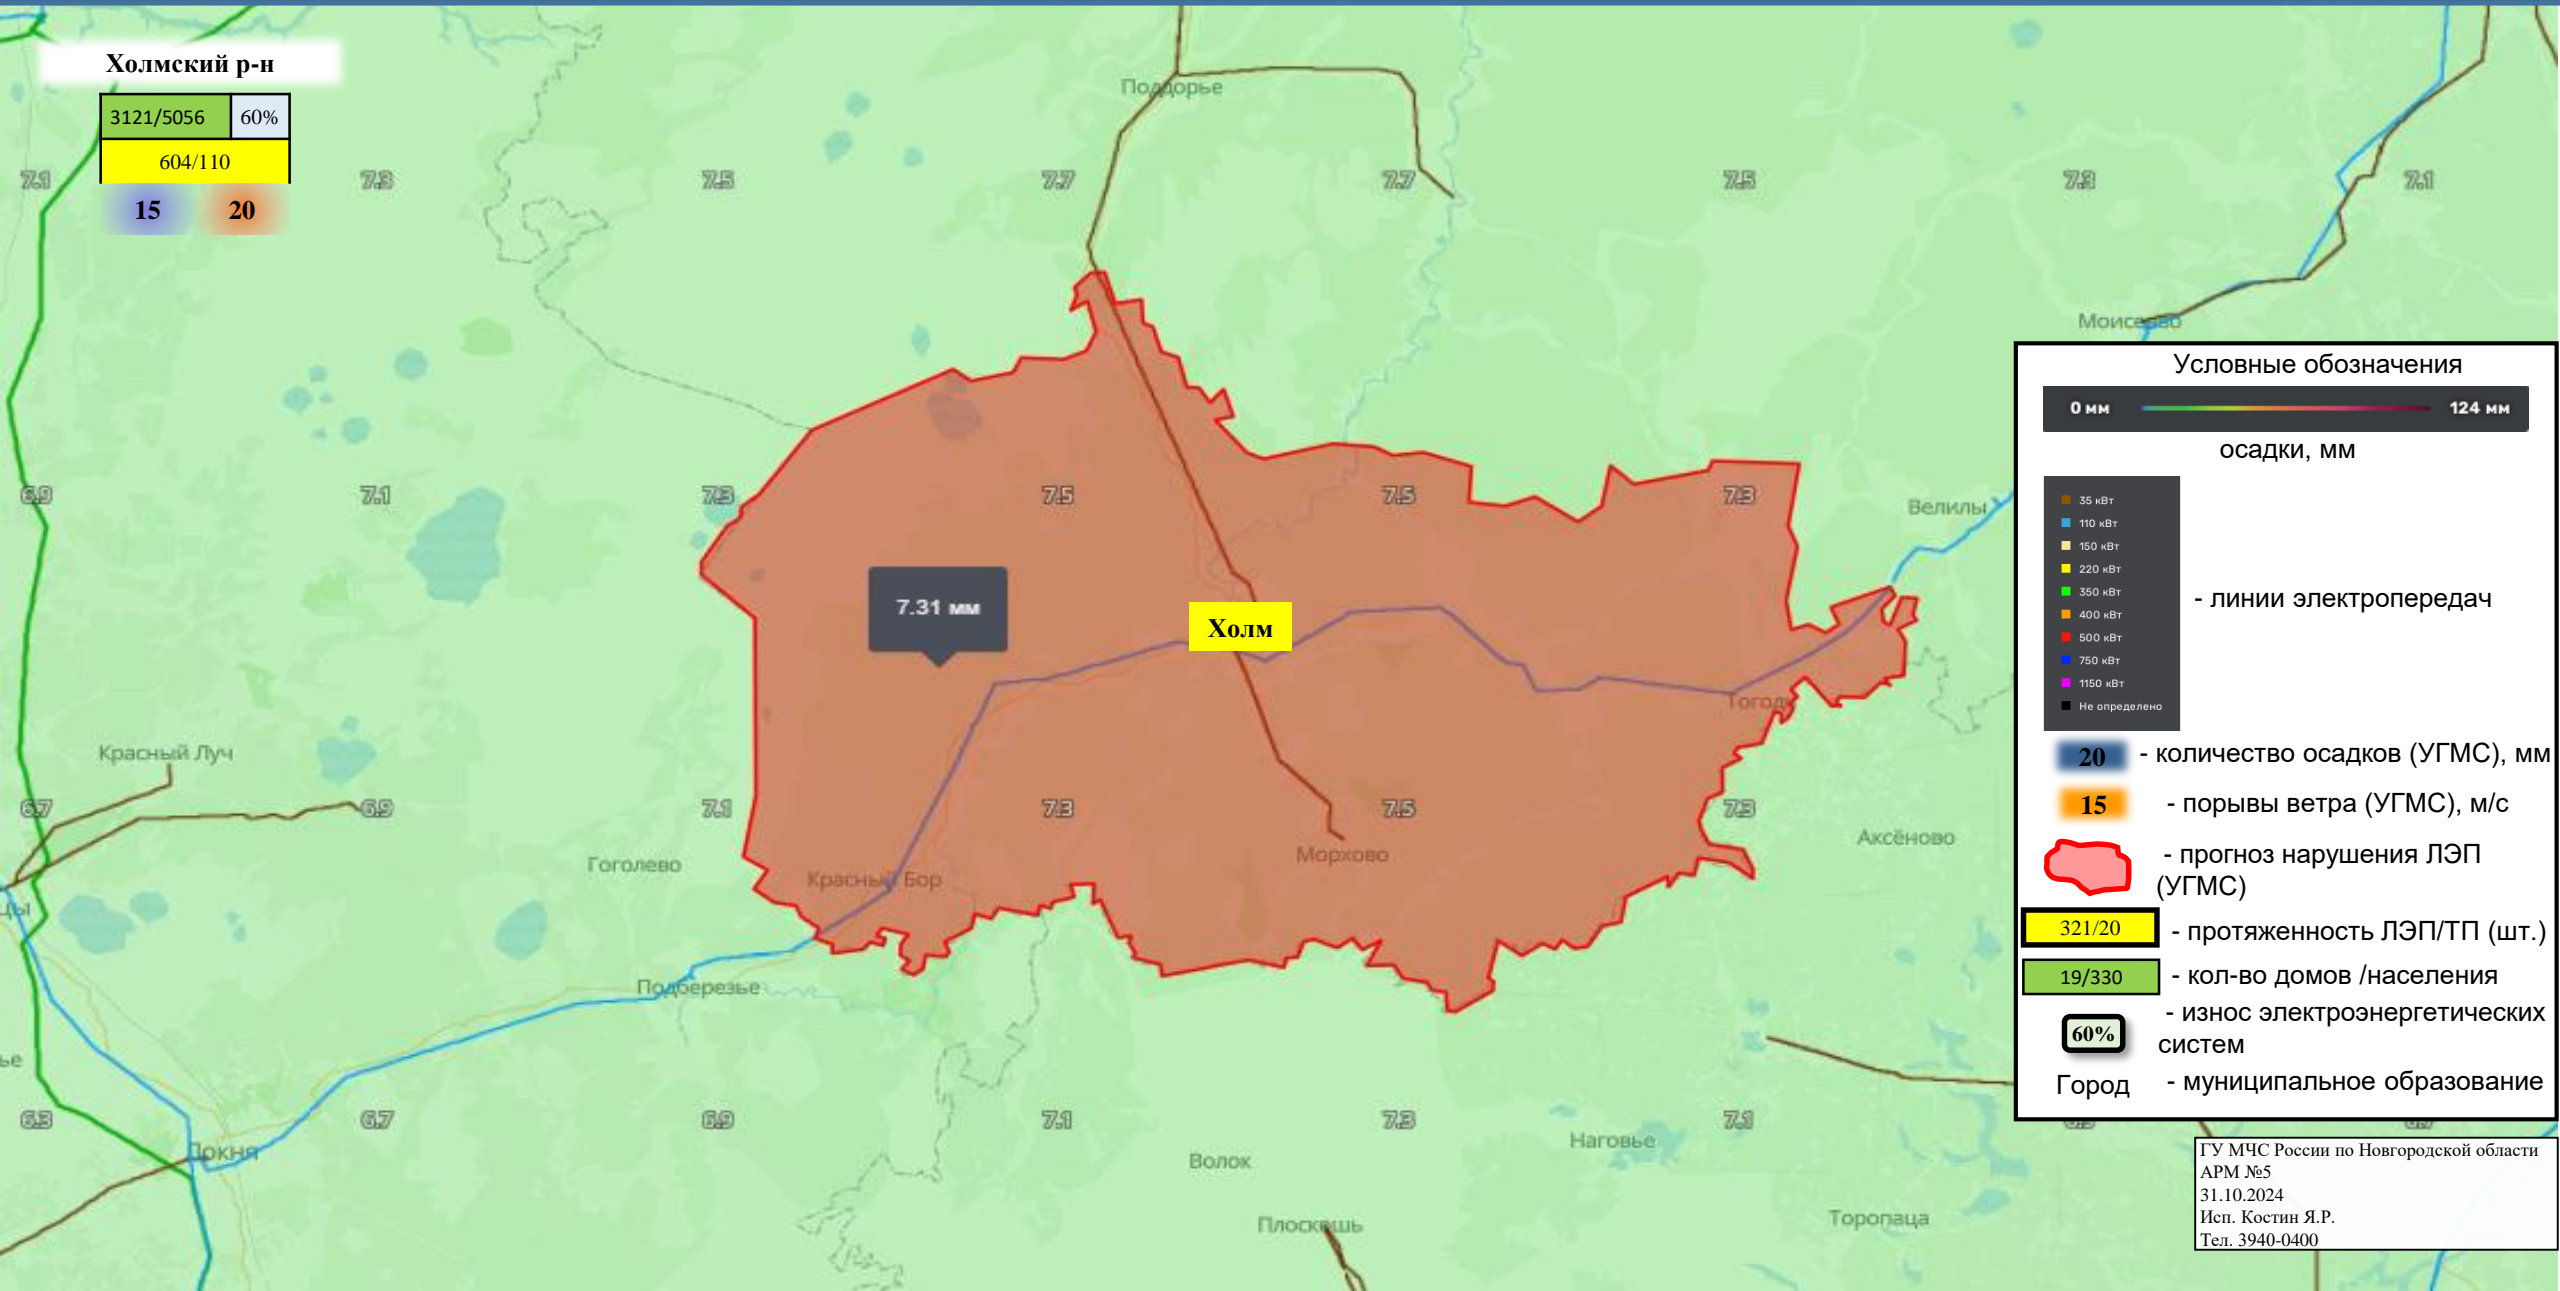 Холмский р-н
3121/5056 60%
604/110
15 20
Поддорье
7.1 7.3 7.5 7.7 7.7 7.5 7.3 7.1
Моисеево
6.9 7.1 7.3 7.5 7.5 7.3
Велилы
7.31 мм
Холм
Красный Луч
6.7 6.9 7.1 7.3 7.5 7.3
Аксёново
Морхово
Гоголево
Красный Бор
Подберезье
6.3 6.7 6.9 7.1 7.3 7.1
Наговье
Локня
Волок
Плоскошь
Торопаца
Условные обозначения
0 мм 124 мм
осадки, мм
35 кВт
110 кВт
150 кВт
220 кВт
350 кВт
400 кВт
500 кВт
750 кВт
1150 кВт
Не определено
- линии электропередач
20 - количество осадков (УГМС), мм
15 - порывы ветра (УГМС), м/с
- прогноз нарушения ЛЭП
(УГМС)
321/20 - протяженность ЛЭП/ТП (шт.)
19/330 - кол-во домов /населения
60% - износ электроэнергетических
систем
Город - муниципальное образование
ГУ МЧС России по Новгородской области
АРМ №5
31.10.2024
Исп. Костин Я.Р.
Тел. 3940-0400